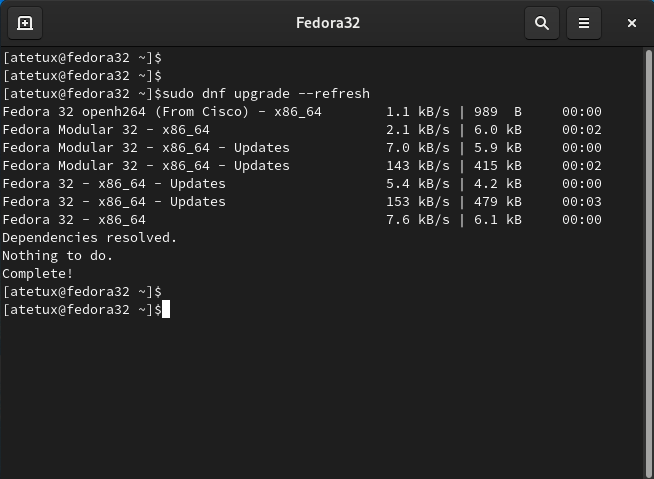 Fedora32
[atetux@fedora32 ~]$
[atetux@fedora32 ~]$
[atetux@fedora32 ~]$sudo dnf upgrade --refresh
Fedora 32 openh264 (From Cisco) - x86_64        1.1 kB/s | 989  B     00:00
Fedora Modular 32 - x86_64                      2.1 kB/s | 6.0 kB     00:02
Fedora Modular 32 - x86_64 - Updates            7.0 kB/s | 5.9 kB     00:00
Fedora Modular 32 - x86_64 - Updates            143 kB/s | 415 kB     00:02
Fedora 32 - x86_64 - Updates                    5.4 kB/s | 4.2 kB     00:00
Fedora 32 - x86_64 - Updates                    153 kB/s | 479 kB     00:03
Fedora 32 - x86_64                              7.6 kB/s | 6.1 kB     00:00
Dependencies resolved.
Nothing to do.
Complete!
[atetux@fedora32 ~]$
[atetux@fedora32 ~]$